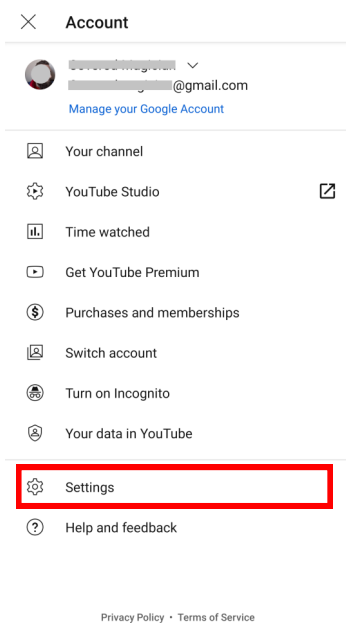 Account
@gmail.com
Manage your Google Account
Your channel
YouTube Studio
Time watched
Get YouTube Premium
Purchases and memberships
Switch account
Turn on Incognito
Your data in YouTube
Settings
Help and feedback
Privacy Policy • Terms of Service